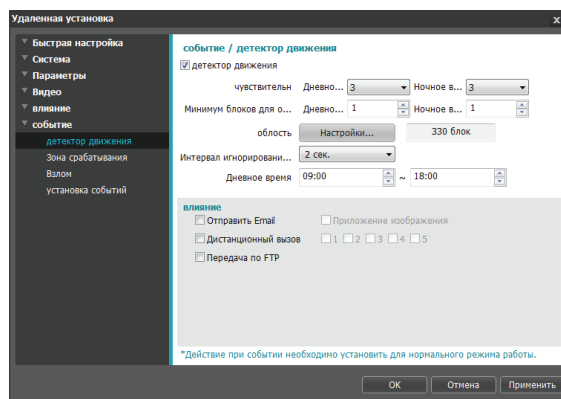 Удаленная установка x
Быстрая настройка
Система
Параметры
Видео
влияние
событие
детектор движения
Зона срабатывания
Взлом
установка событий
событие / детектор движения
детектор движения
чувствительн Дневно... 3 Ночное в... 3
Минимум блоков для о... Дневно... 1 Ночное в... 1
облость Настройки... 330 блок
Интервал игнорировани... 2 сек.
Дневное время 09:00 ~ 18:00
влияние
Отправить Email Приложение изображения
Дистанционный вызов 1 2 3 4 5
Передача по FTP
*Действие при событии необходимо установить для нормального режима работы.
OK Отмена Применить